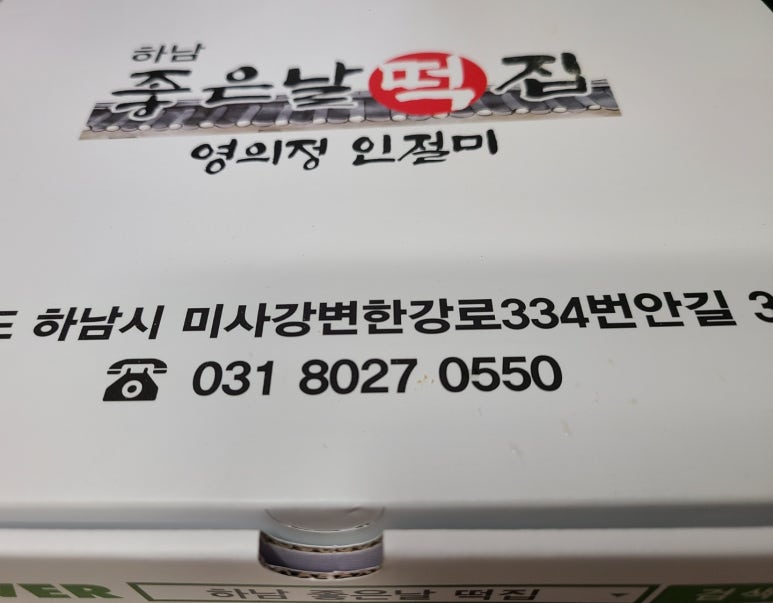 하남
좋은날떡집
영의정 인절미
하남시 미사강변한강로334번안길
☎ 031 8027 0550
하남 좋은날 떡집